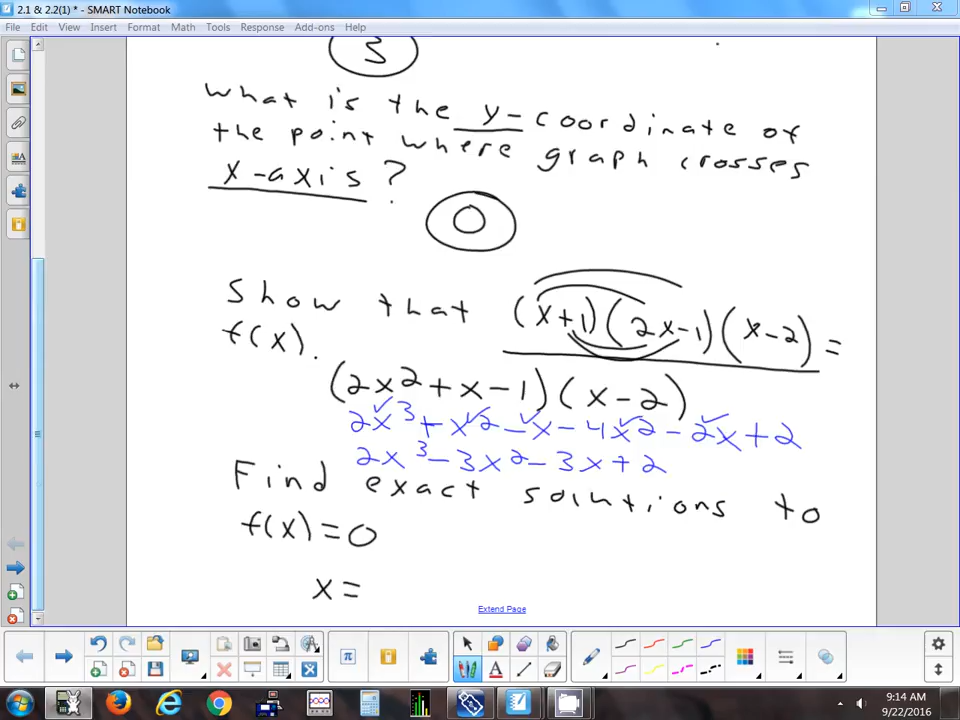 2.1 & 2.2(1) * - SMART Notebook
File Edit View Insert Format Math Tools Response Add-ons Help
3
What is the y-coordinate of
the point where graph crosses
x-axis?
0
Show that (x+1)(2x-1)(x-2) =
f(x).
(2x²+x-1)(x-2)
2x³+x²-x-4x²-2x+2
2x³-3x²-3x+2
Find exact solutions to
f(x)=0
x=
Extend Page
9:14 AM
9/22/2016